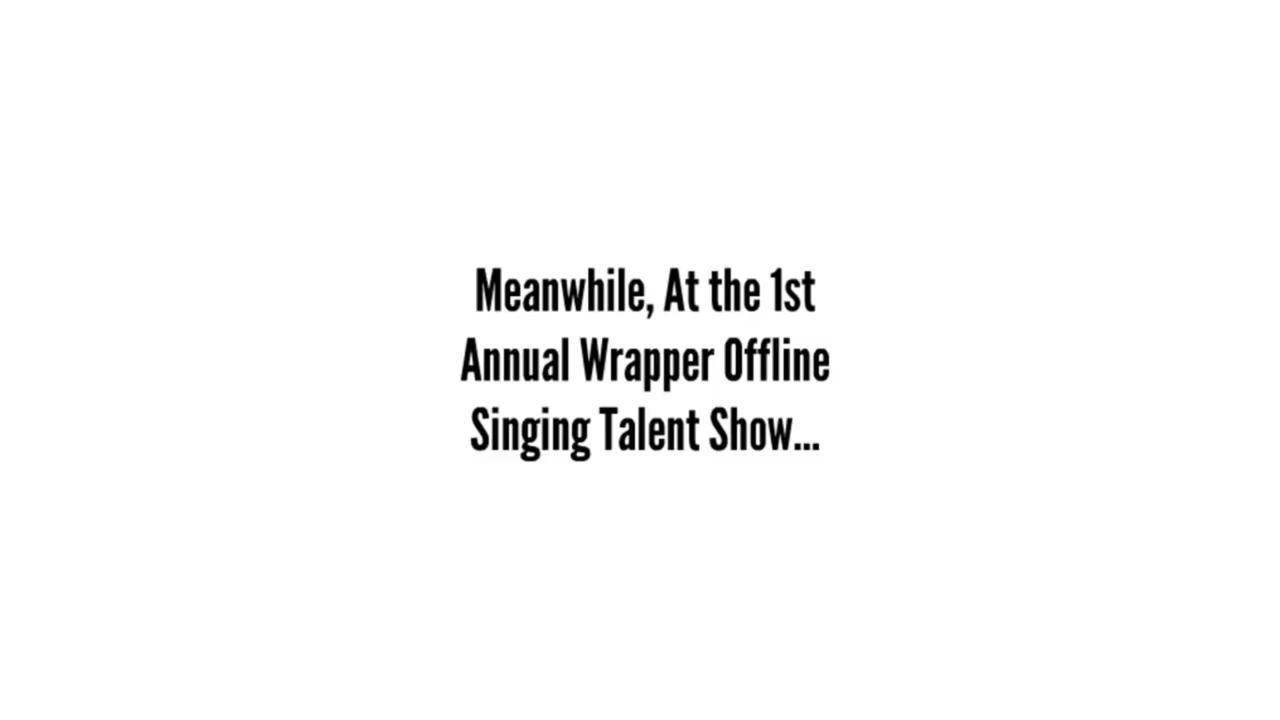 Meanwhile, At the 1st
Annual Wrapper Offline
Singing Talent Show...